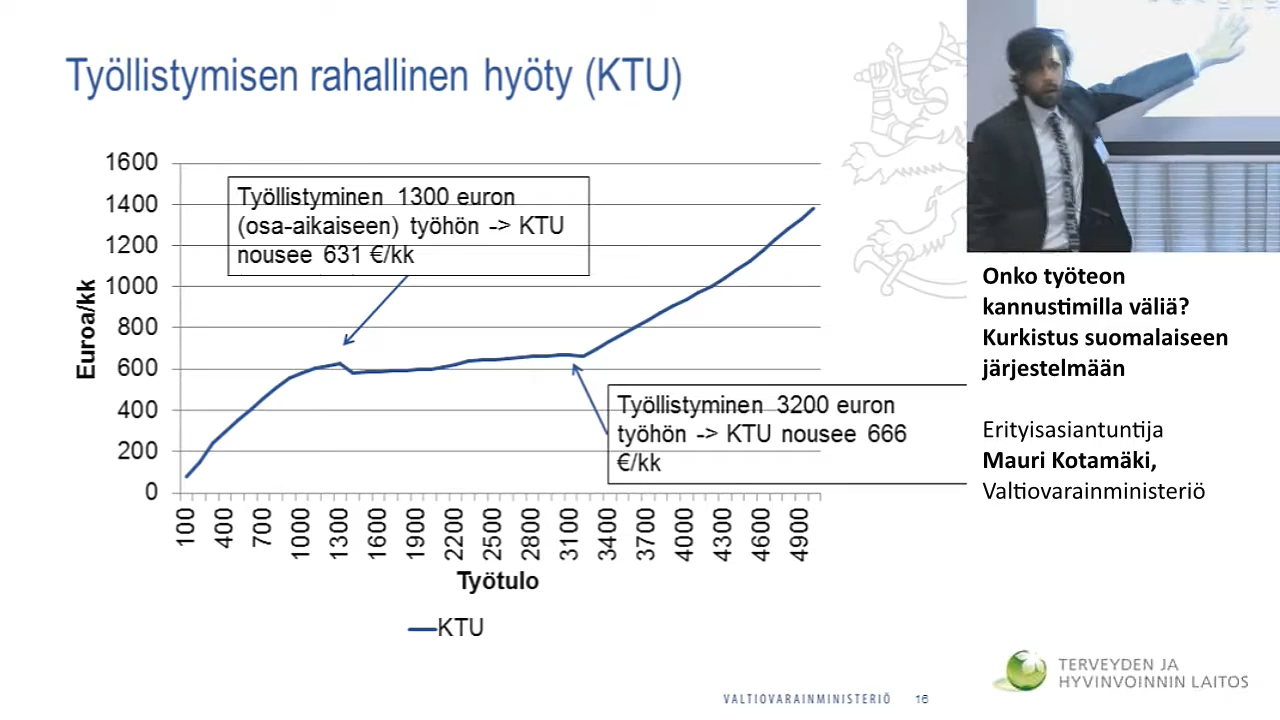 Työllistymisen rahallinen hyöty (KTU)
1600
1400
1200
1000
800
600
400
200
0
Euroa/kk
Työllistyminen 1300 euron
(osa-aikaiseen) työhön -> KTU
nousee 631 €/kk
Työllistyminen 3200 euron
työhön -> KTU nousee 666
€/kk
100
400
700
1000
1300
1600
1900
2200
2500
2800
3100
3400
3700
4000
4300
4600
4900
Työtulo
KTU
VALTIOVARAINMINISTERIÖ 16
Onko työteon
kannustimilla väliä?
Kurkistus suomalaiseen
järjestelmään
Erityisasiantuntija
Mauri Kotamäki,
Valtiovarainministeriö
TERVEYDEN JA
HYVINVOINNIN LAITOS